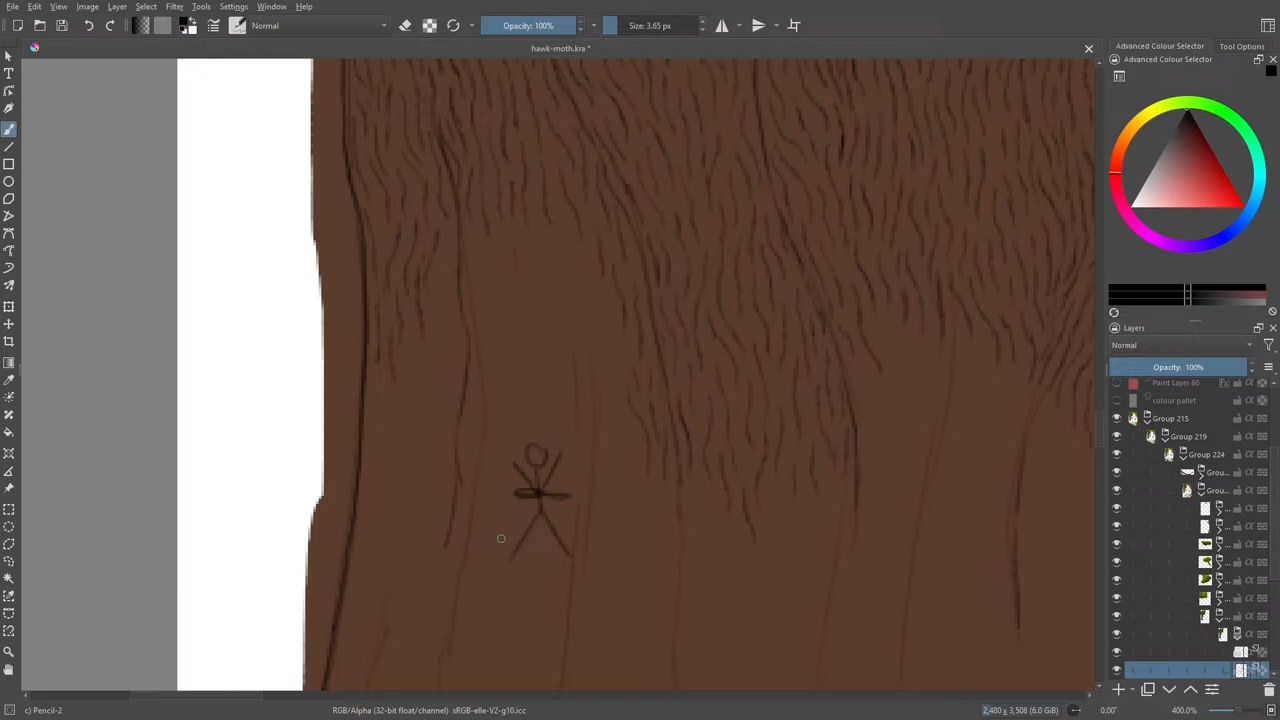 File Edit View Image Layer Select Filter Tools Settings Window Help
Normal Opacity: 100% Size: 3.65 px
hawk-moth.kra *
Advanced Colour Selector Tool Options
Advanced Colour Selector
Layers
Normal
Opacity: 100%
Paint Layer 60
colour pallet
Group 215
Group 219
Group 224
Grou...
Grou...
c) Pencil-2 RGB/Alpha (32-bit float/channel) sRGB-elle-V2-g10.icc 2,480 x 3,508 (6.0 GiB) 0.00° 400.0%